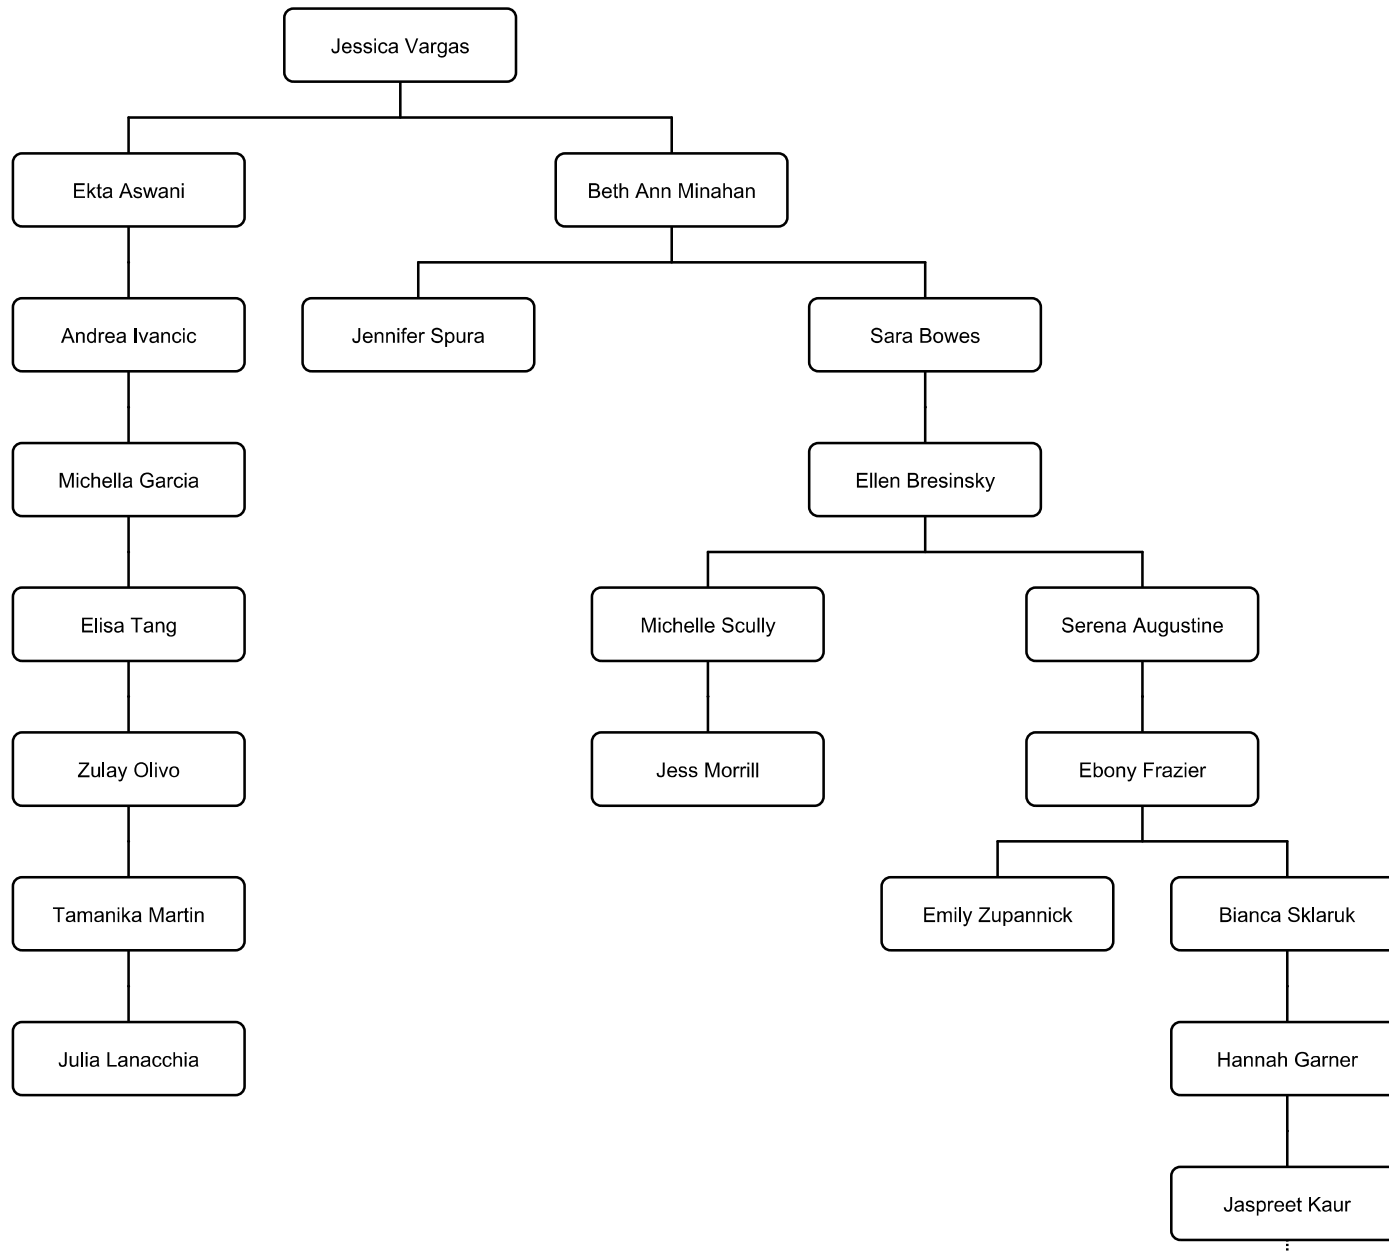 Jessica Vargas
Ekta Aswani
Beth Ann Minahan
Andrea Ivancic
Jennifer Spura
Sara Bowes
Michella Garcia
Ellen Bresinsky
Elisa Tang
Michelle Scully
Serena Augustine
Zulay Olivo
Jess Morrill
Ebony Frazier
Tamanika Martin
Emily Zupannick
Bianca Sklaruk
Julia Lanacchia
Hannah Garner
Jaspreet Kaur